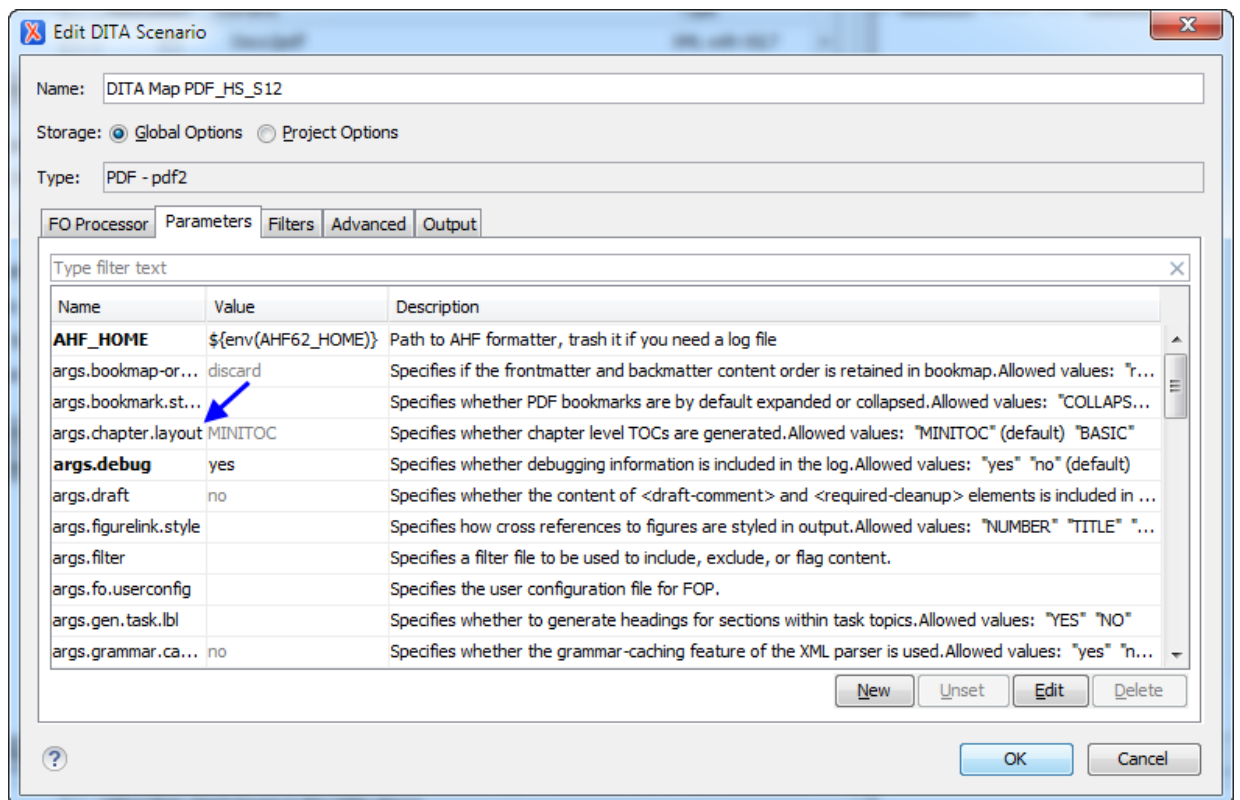 Edit DITA Scenario
Name: DITA Map PDF_HS_S12
Storage: Global Options Project Options
Type: PDF - pdf2
FO Processor Parameters Filters Advanced Output
Type filter text
Name Value Description
AHF_HOME ${env(AHF62_HOME)} Path to AHF formatter, trash it if you need a log file
args.bookmap-or... discard Specifies if the frontmatter and backmatter content order is retained in bookmap.Allowed values: "r...
args.bookmark.st... Specifies whether PDF bookmarks are by default expanded or collapsed.Allowed values: "COLLAPS...
args.chapter.layout MINITOC Specifies whether chapter level TOCs are generated.Allowed values: "MINITOC" (default) "BASIC"
args.debug yes Specifies whether debugging information is included in the log.Allowed values: "yes" "no" (default)
args.draft no Specifies whether the content of <draft-comment> and <required-cleanup> elements is included in ...
args.figurelink.style Specifies how cross references to figures are styled in output.Allowed values: "NUMBER" "TITLE" "...
args.filter Specifies a filter file to be used to include, exclude, or flag content.
args.fo.userconfig Specifies the user configuration file for FOP.
args.gen.task.lbl Specifies whether to generate headings for sections within task topics.Allowed values: "YES" "NO"
args.grammar.ca... no Specifies whether the grammar-caching feature of the XML parser is used.Allowed values: "yes" "n...
New Unset Edit Delete
? OK Cancel